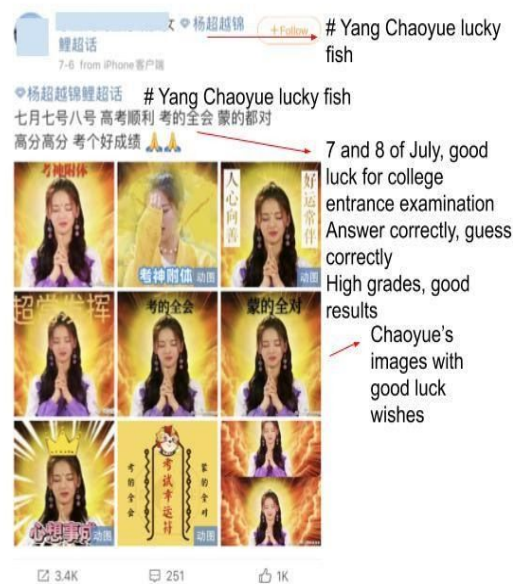 女 杨超越锦
鲤超话
+Follow
7-6 from iPhone客户端
# Yang Chaoyue lucky
fish
杨超越锦鲤超话
# Yang Chaoyue lucky fish
七月七号八号 高考顺利 考的全会 蒙的都对
高分高分 考个好成绩 🙏🙏
7 and 8 of July, good
luck for college
entrance examination
Answer correctly, guess
correctly
High grades, good
results
Chaoyue's
images with
good luck
wishes
考神附体
考神附体 动图
人心向善
好运常伴
动图
超常发挥
考的全会
蒙的全对
心想事成 动图
考的全会
考试幸运符
蒙的全对
动图
3.4K
251
1K